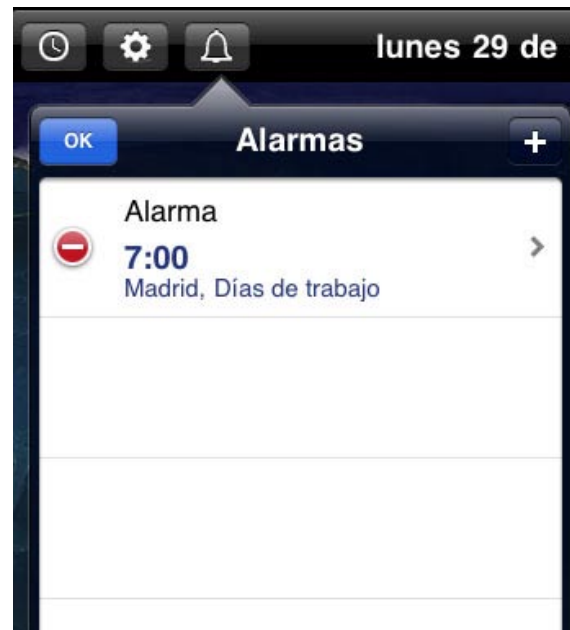 lunes 29 de
OK
Alarmas
+
Alarma
7:00
Madrid, Días de trabajo